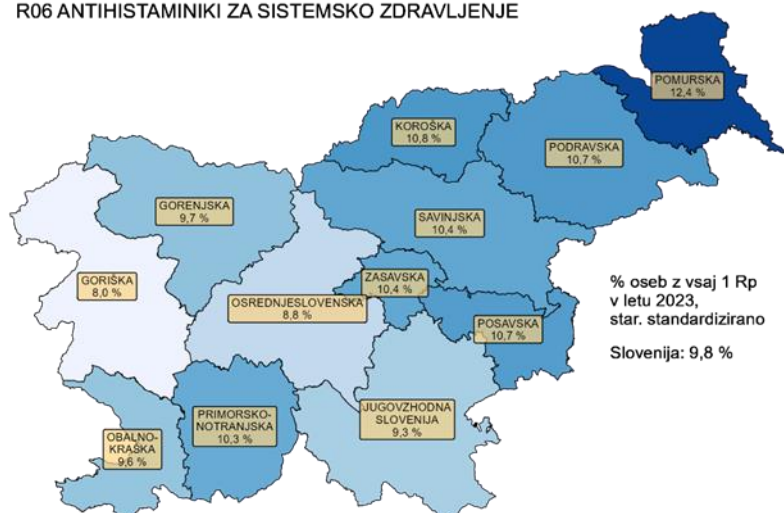 R06 ANTIHISTAMINIKI ZA SISTEMSKO ZDRAVLJENJE
POMURSKA
12,4 %
KOROŠKA
10,8 %
PODRAVSKA
10,7 %
GORENJSKA
9,7 %
SAVINJSKA
10,4 %
GORIŠKA
8,0 %
ZASAVSKA
10,4 %
OSREDNJESLOVENSKA
8,8 %
POSAVSKA
10,7 %
% oseb z vsaj 1 Rp
v letu 2023,
star. standardizirano
Slovenija: 9,8 %
PRIMORSKO-
NOTRANJSKA
10,3 %
JUGOVZHODNA
SLOVENIJA
9,3 %
OBALNO-
KRAŠKA
9,6 %